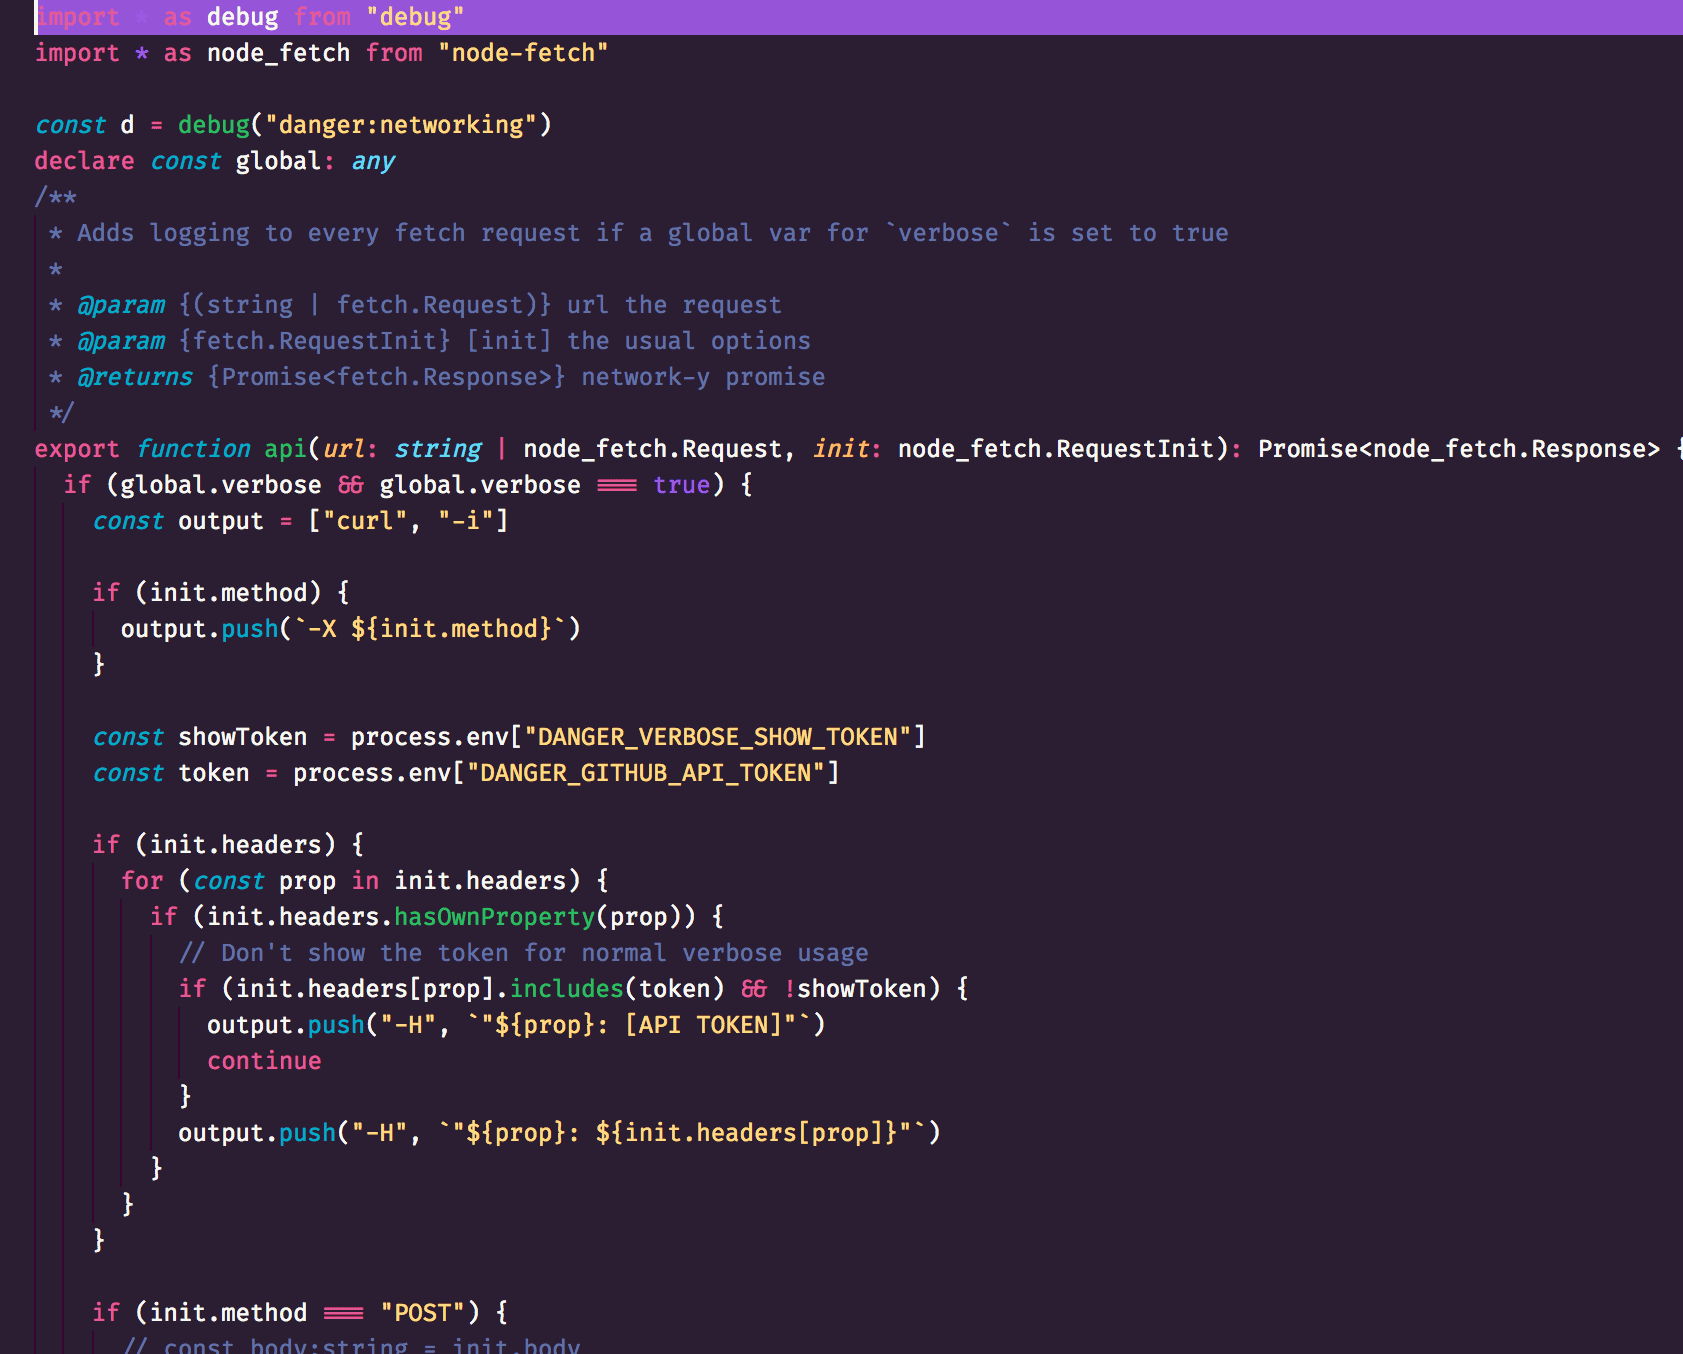 import * as debug from "debug"
import * as node_fetch from "node-fetch"

const d = debug("danger:networking")
declare const global: any
/**
 * Adds logging to every fetch request if a global var for `verbose` is set to true
 *
 * @param {(string | fetch.Request)} url the request
 * @param {fetch.RequestInit} [init] the usual options
 * @returns {Promise<fetch.Response>} network-y promise
 */
export function api(url: string | node_fetch.Request, init: node_fetch.RequestInit): Promise<node_fetch.Response> {
  if (global.verbose && global.verbose === true) {
    const output = ["curl", "-i"]

    if (init.method) {
      output.push(`-X ${init.method}`)
    }

    const showToken = process.env["DANGER_VERBOSE_SHOW_TOKEN"]
    const token = process.env["DANGER_GITHUB_API_TOKEN"]

    if (init.headers) {
      for (const prop in init.headers) {
        if (init.headers.hasOwnProperty(prop)) {
          // Don't show the token for normal verbose usage
          if (init.headers[prop].includes(token) && !showToken) {
            output.push("-H", `"${prop}: [API TOKEN]"`)
            continue
          }
          output.push("-H", `"${prop}: ${init.headers[prop]}"`)
        }
      }
    }

    if (init.method === "POST") {
      // const body:string = init.body